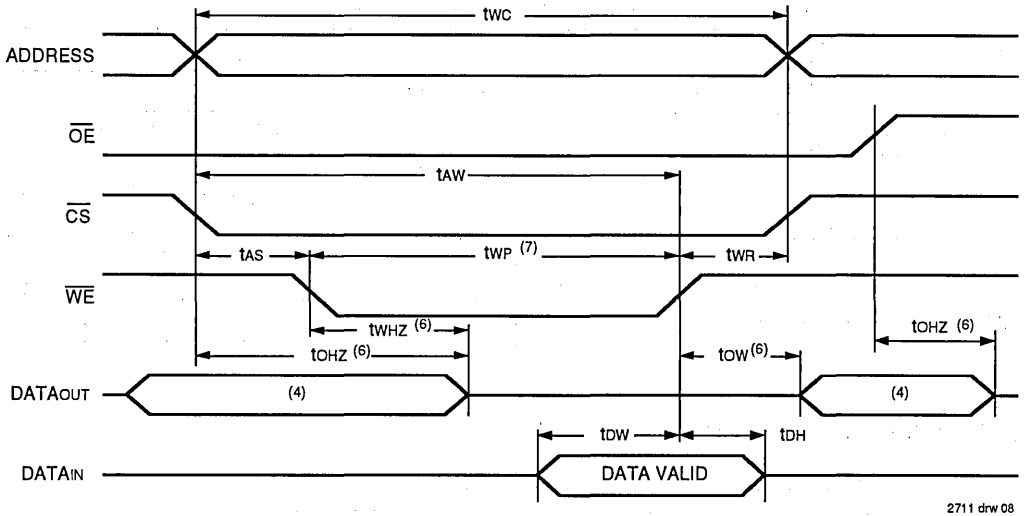 tWC
ADDRESS
OE
tAW
CS
tAS tWP (7) tWR
WE
tWHZ (6)
tOHZ (6) tOW(6) tOHZ (6)
DATAOUT (4) (4)
tDW tDH
DATAIN DATA VALID
2711 drw 08